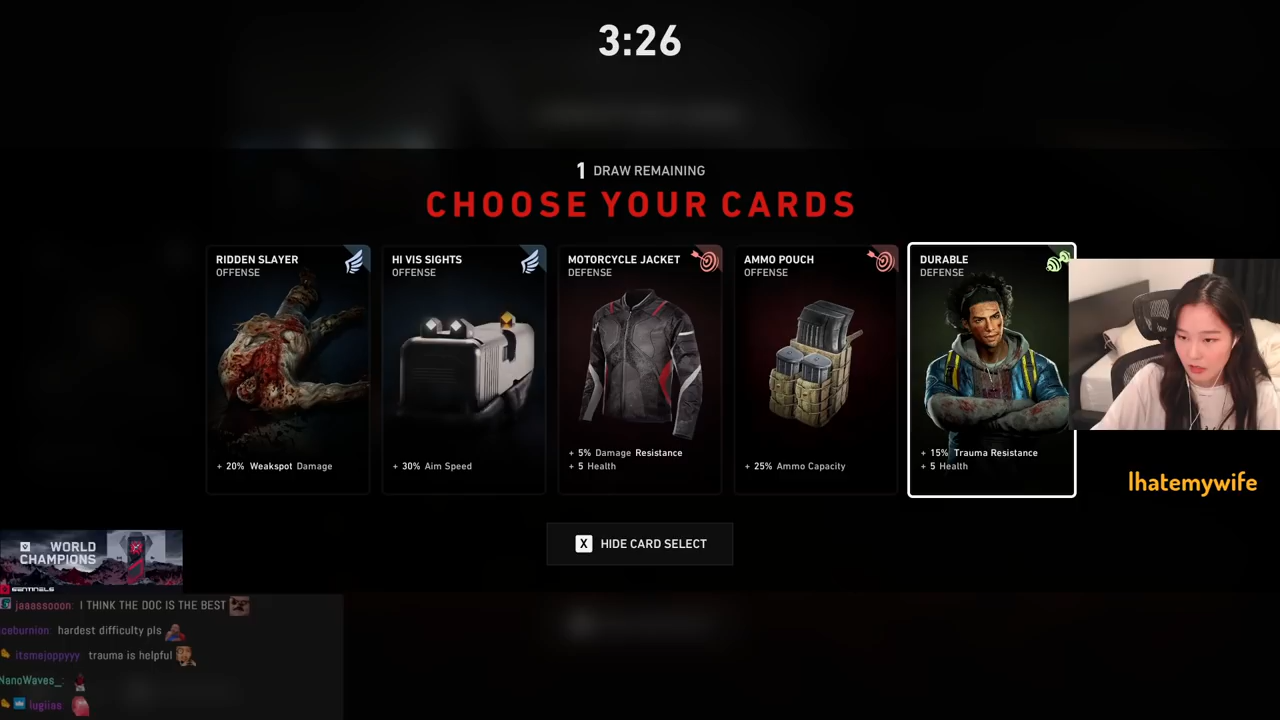 3:26
1 DRAW REMAINING
CHOOSE YOUR CARDS
RIDDEN SLAYER
OFFENSE
+ 20% Weakspot Damage
HI VIS SIGHTS
OFFENSE
+ 30% Aim Speed
MOTORCYCLE JACKET
DEFENSE
+ 5% Damage Resistance
+ 5 Health
AMMO POUCH
OFFENSE
+ 25% Ammo Capacity
DURABLE
DEFENSE
+ 15% Trauma Resistance
+ 5 Health
lhatemywife
X HIDE CARD SELECT
WORLD
CHAMPIONS
SENTINELS
jaaassooon: I THINK THE DOC IS THE BEST
ceburnion: hardest difficulty pls
itsmejoppyyy: trauma is helpful
NanoWaves_:
lugiias: